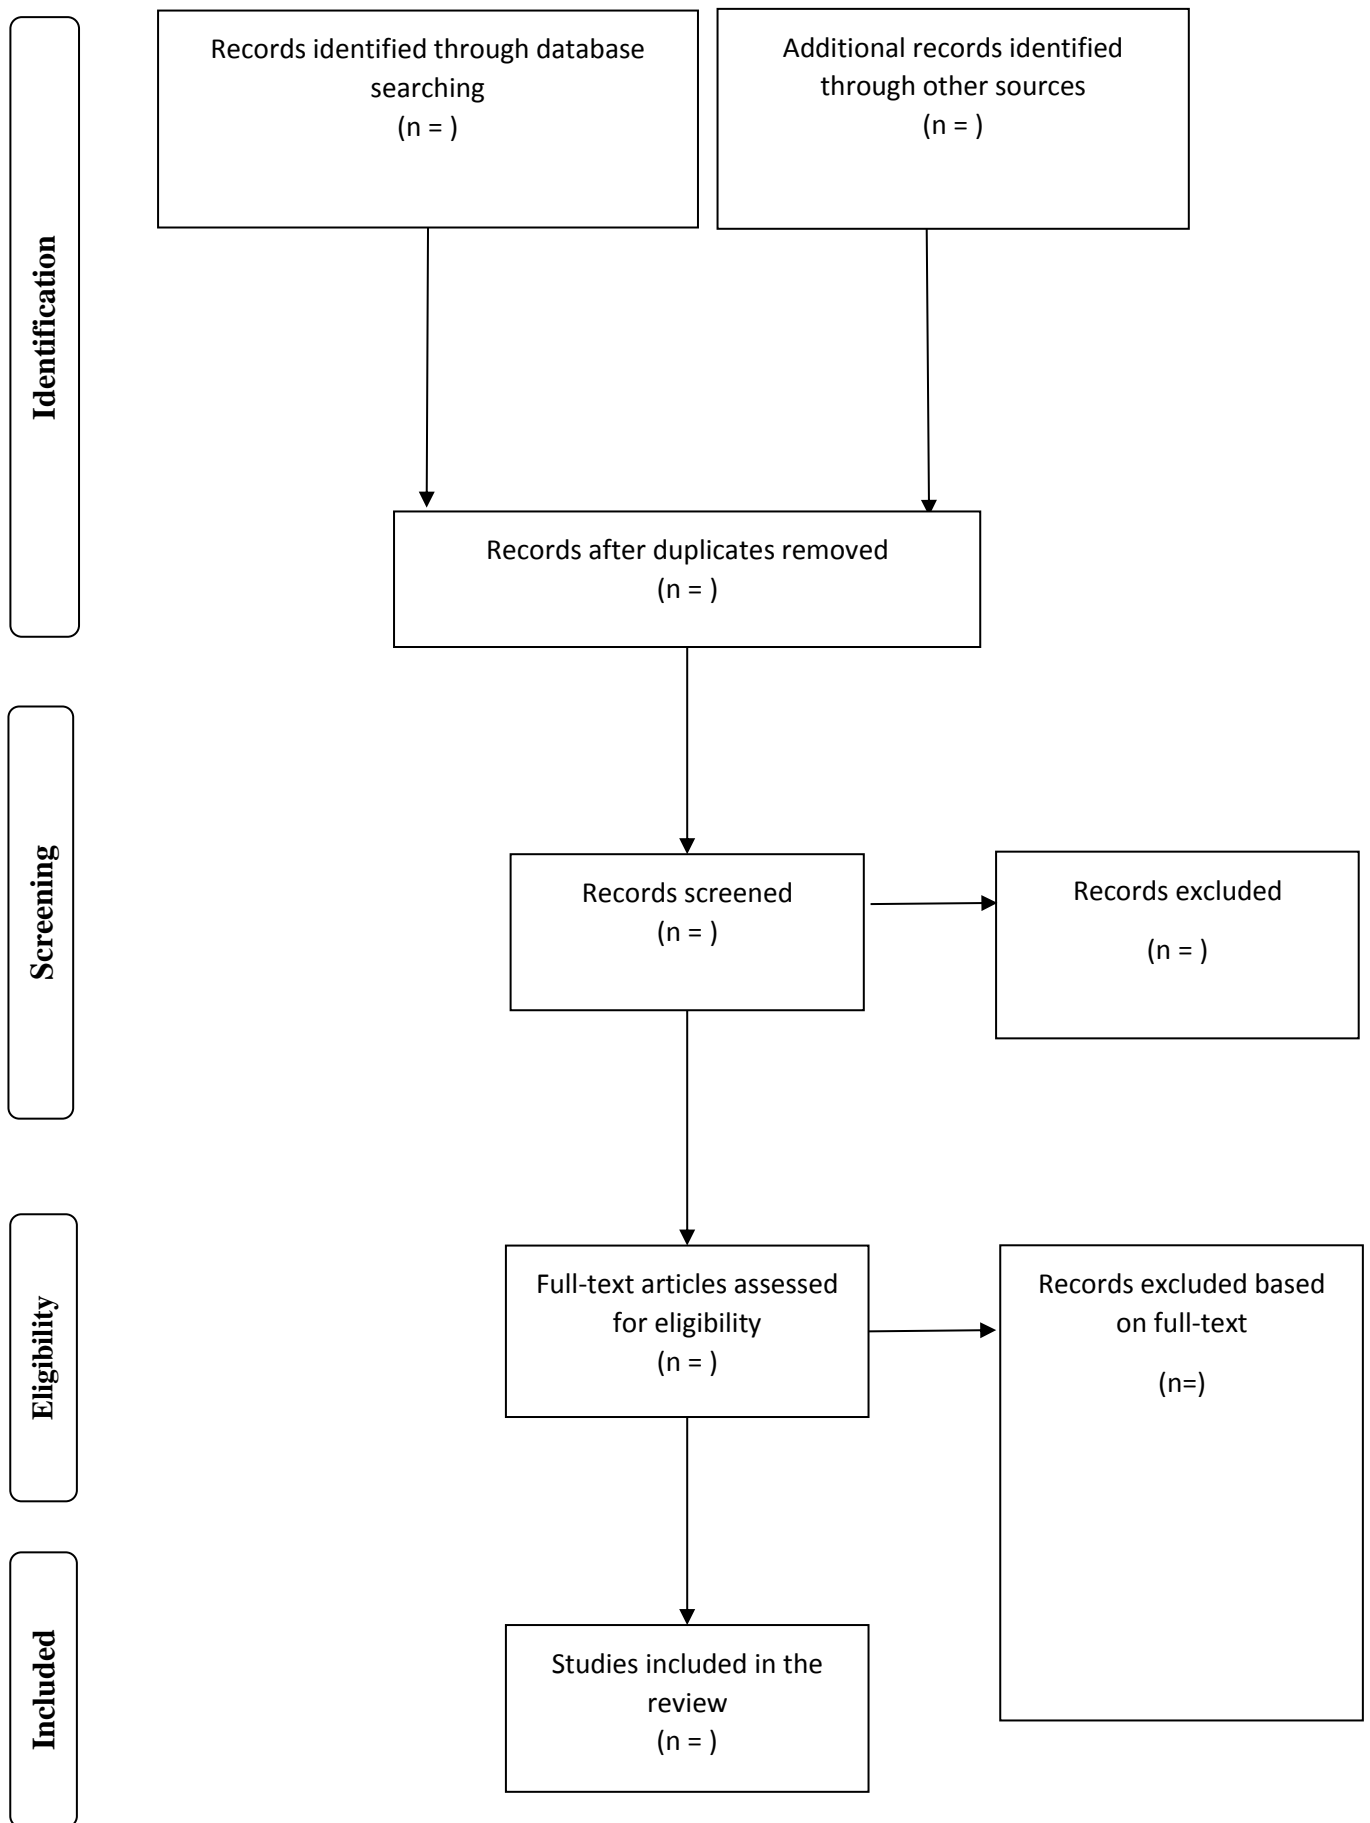 Identification
Records identified through database
searching
(n = )
Additional records identified
through other sources
(n = )
Records after duplicates removed
(n = )
Screening
Records screened
(n = )
Records excluded
(n = )
Eligibility
Full-text articles assessed
for eligibility
(n = )
Records excluded based
on full-text
(n=)
Included
Studies included in the
review
(n = )